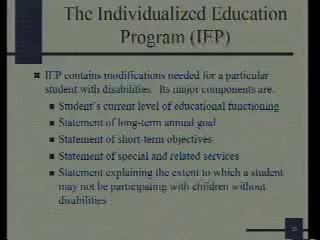 The Individualized Education
Program (IEP)
IEP contains modifications needed for a particular
student with disabilities. Its major components are:
Student's current level of educational functioning
Statement of long-term annual goal
Statement of short-term objectives
Statement of special and related services
Statement explaining the extent to which a student
may not be participating with children without
disabilities